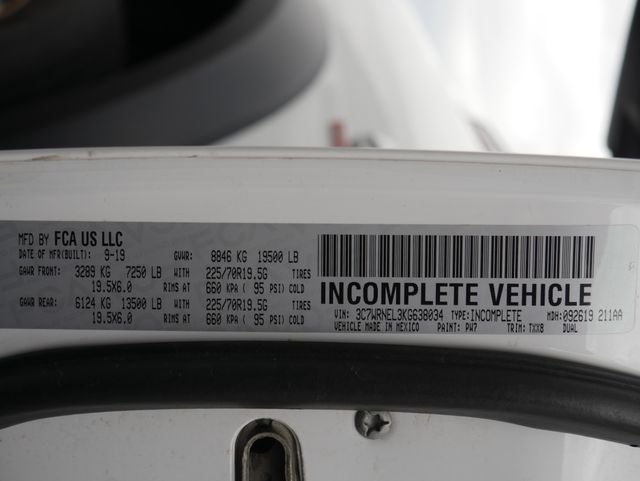 MFD BY FCA US LLC
DATE OF MFR(BUILT): 9-19 GVWR: 8846 KG 19500 LB
GAWR FRONT: 3289 KG 7250 LB WITH 225/70R19.5G TIRES
19.5X6.0 RIMS AT 660 KPA ( 95 PSI) COLD
GAWR REAR: 6124 KG 13500 LB WITH 225/70R19.5G TIRES
19.5X6.0 RIMS AT 660 KPA ( 95 PSI) COLD
INCOMPLETE VEHICLE
VIN: 3C7WRNEL3KG638034 TYPE: INCOMPLETE MDH: 092619 211AA
VEHICLE MADE IN MEXICO PAINT: PW7 TRIM: TXX8 DUAL